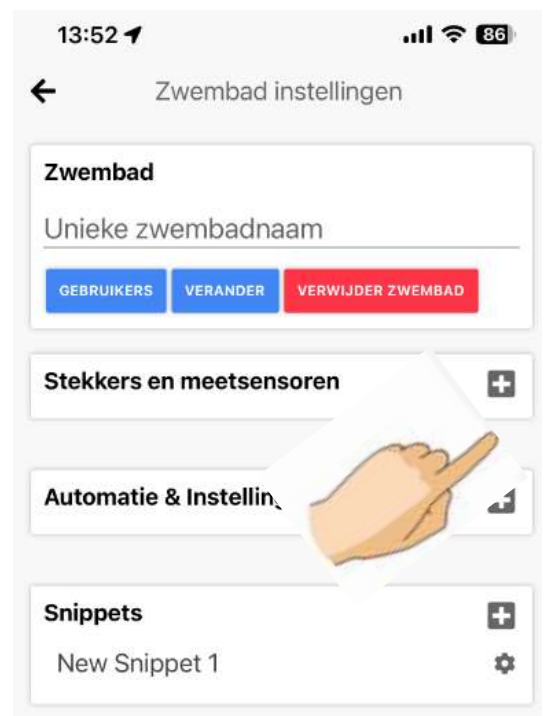 13:52
86
Zwembad instellingen
Zwembad
Unieke zwembadnaam
GEBRUIKERS VERANDER VERWIJDER ZWEMBAD
Stekkers en meetsensoren
Automatie &
Snippets
New Snippet 1